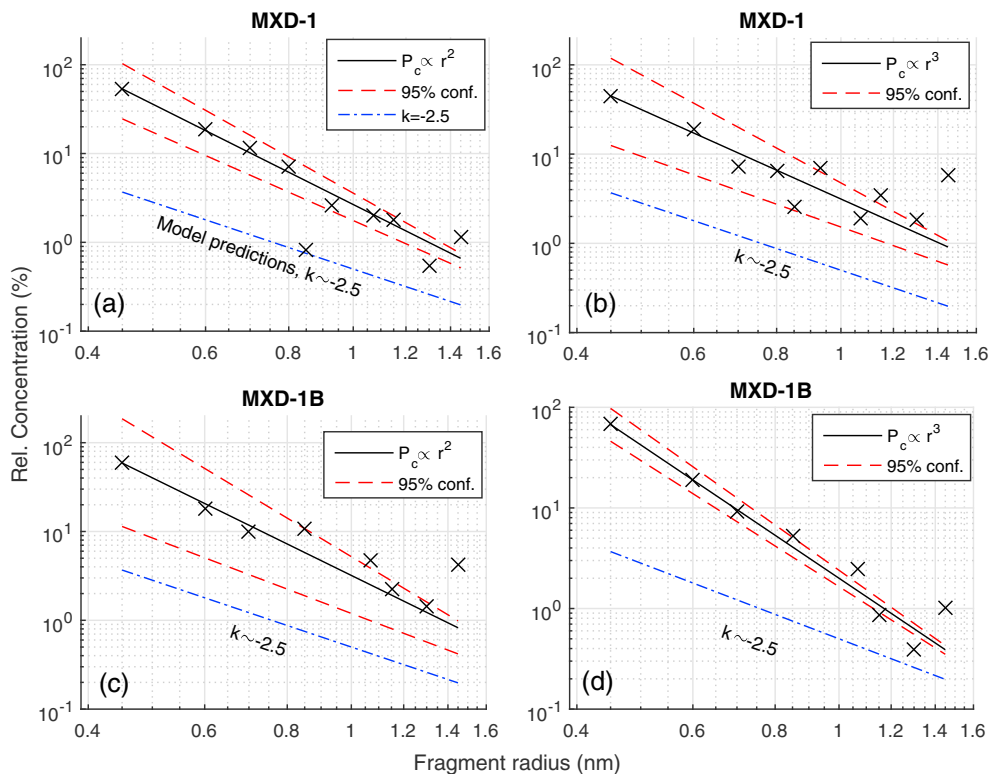 MXD-1
MXD-1
10^2
10^1
10^0
10^-1
P_c ∝ r^2
95% conf.
k=-2.5
Model predictions, k~-2.5
(a)
0.4 0.6 0.8 1 1.2 1.4 1.6
10^2
10^1
10^0
10^-1
P_c ∝ r^3
95% conf.
k~-2.5
(b)
0.4 0.6 0.8 1 1.2 1.4 1.6
Rel. Concentration (%)
MXD-1B
MXD-1B
10^2
10^1
10^0
10^-1
P_c ∝ r^2
95% conf.
k~-2.5
(c)
0.4 0.6 0.8 1 1.2 1.4 1.6
10^2
10^1
10^0
10^-1
P_c ∝ r^3
95% conf.
k~-2.5
(d)
0.4 0.6 0.8 1 1.2 1.4 1.6
Fragment radius (nm)